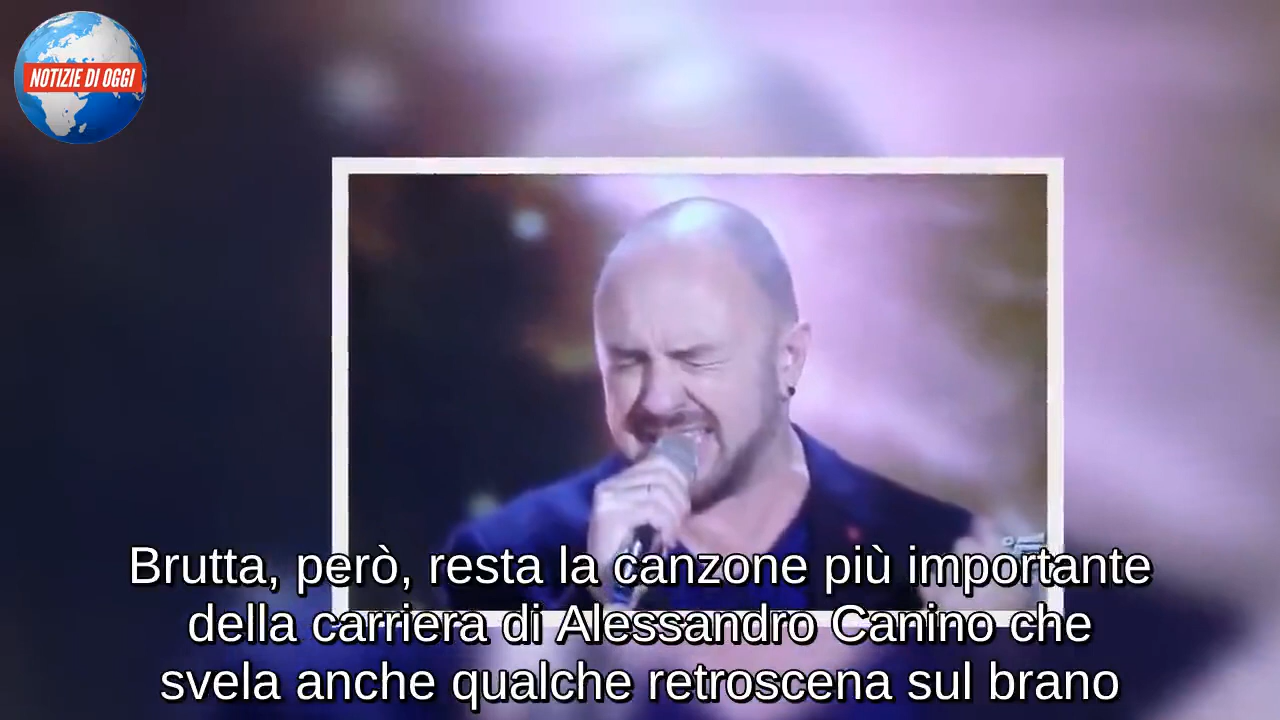 NOTIZIE DI OGGI
Brutta, però, resta la canzone più importante
della carriera di Alessandro Canino che
svela anche qualche retroscena sul brano